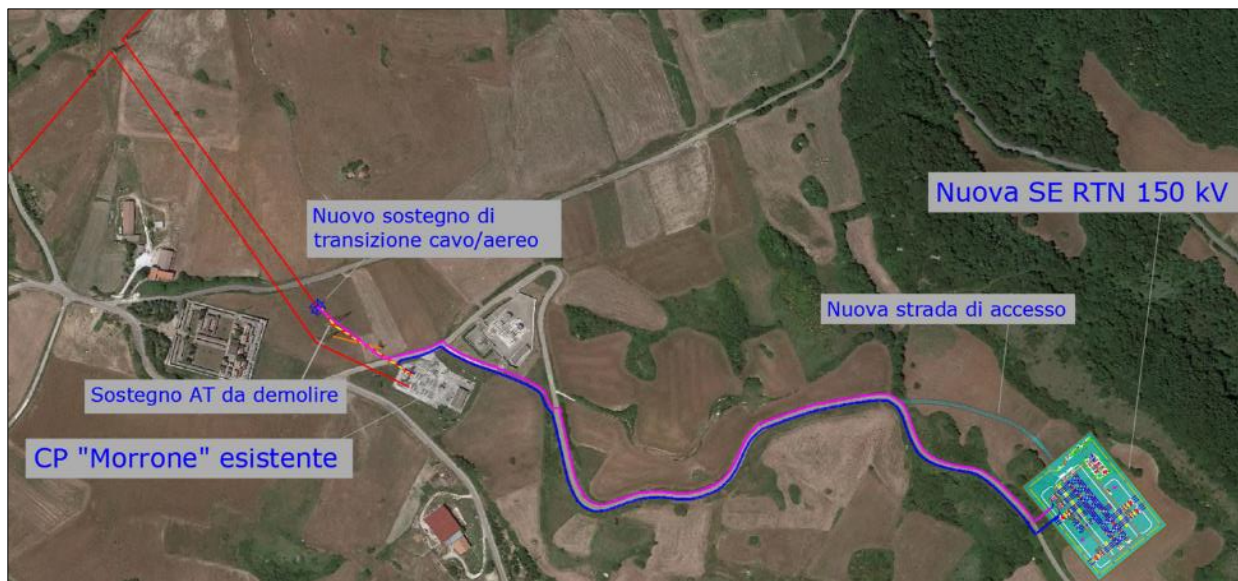 Nuova SE RTN 150 kV
Nuovo sostegno di
transizione cavo/aereo
Nuova strada di accesso
Sostegno AT da demolire
CP "Morrone" esistente